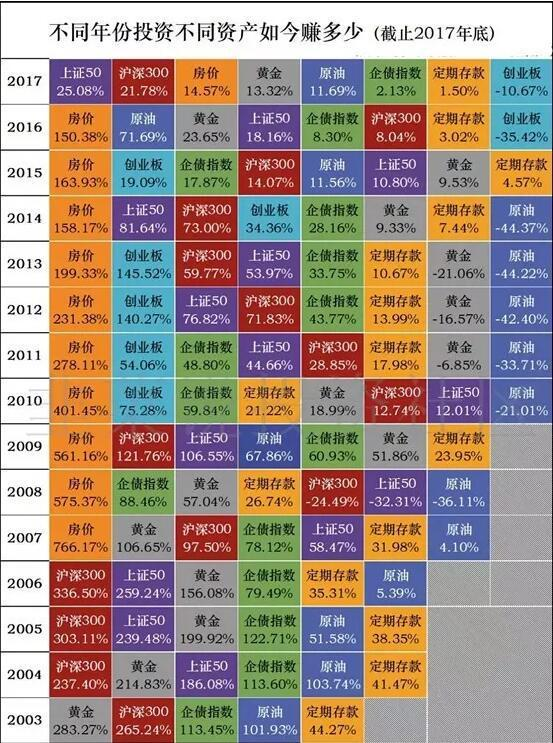 不同年份投资不同资产如今赚多少 (截止2017年底)
2017 上证50 沪深300 房价 黄金 原油 企债指数 定期存款 创业板
25.08% 21.78% 14.57% 13.32% 11.69% 2.13% 1.50% -10.67%
2016 房价 原油 黄金 上证50 企债指数 沪深300 定期存款 创业板
150.38% 71.69% 23.65% 18.16% 8.30% 8.04% 3.02% -35.42%
2015 房价 创业板 企债指数 沪深300 原油 上证50 黄金 定期存款
163.93% 19.09% 17.87% 14.07% 11.56% 10.80% 9.53% 4.57%
2014 房价 上证50 沪深300 创业板 企债指数 黄金 定期存款 原油
158.17% 81.64% 73.00% 34.36% 28.16% 9.33% 7.44% -44.37%
2013 房价 创业板 沪深300 上证50 企债指数 定期存款 黄金 原油
199.33% 145.52% 59.77% 53.97% 33.75% 10.67% -21.06% -44.22%
2012 房价 创业板 上证50 沪深300 企债指数 定期存款 黄金 原油
231.38% 140.27% 76.82% 71.83% 43.77% 13.99% -16.57% -42.40%
2011 房价 创业板 企债指数 上证50 沪深300 定期存款 黄金 原油
278.11% 54.06% 48.80% 44.66% 28.85% 17.98% -6.85% -33.71%
2010 房价 创业板 企债指数 定期存款 黄金 沪深300 上证50 原油
401.45% 75.28% 59.84% 21.22% 18.99% 12.74% 12.01% -21.01%
2009 房价 沪深300 上证50 原油 企债指数 黄金 定期存款
561.16% 121.76% 106.55% 67.86% 60.93% 51.86% 23.95%
2008 房价 企债指数 黄金 定期存款 沪深300 上证50 原油
575.37% 88.46% 57.04% 26.74% -24.49% -32.31% -36.11%
2007 房价 黄金 沪深300 企债指数 上证50 定期存款 原油
766.17% 106.65% 97.50% 78.12% 58.47% 31.98% 4.10%
2006 沪深300 上证50 黄金 企债指数 定期存款 原油
336.50% 259.24% 156.08% 79.49% 35.31% 5.39%
2005 沪深300 上证50 黄金 企债指数 原油 定期存款
303.11% 239.48% 199.92% 122.71% 51.58% 38.35%
2004 沪深300 黄金 上证50 企债指数 原油 定期存款
237.40% 214.83% 186.08% 113.60% 103.74% 41.47%
2003 黄金 沪深300 企债指数 原油 定期存款
283.27% 265.24% 113.45% 101.93% 44.27%